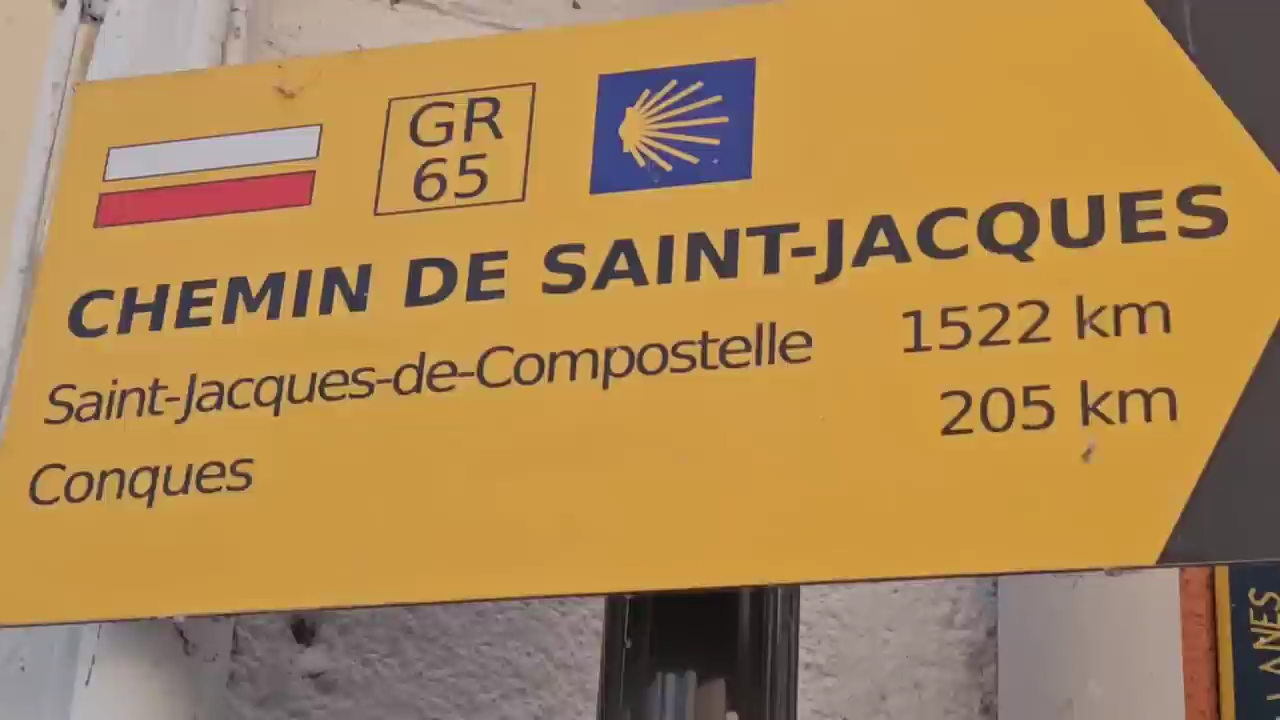 GR
65
CHEMIN DE SAINT-JACQUES
Saint-Jacques-de-Compostelle 1522 km
Conques 205 km